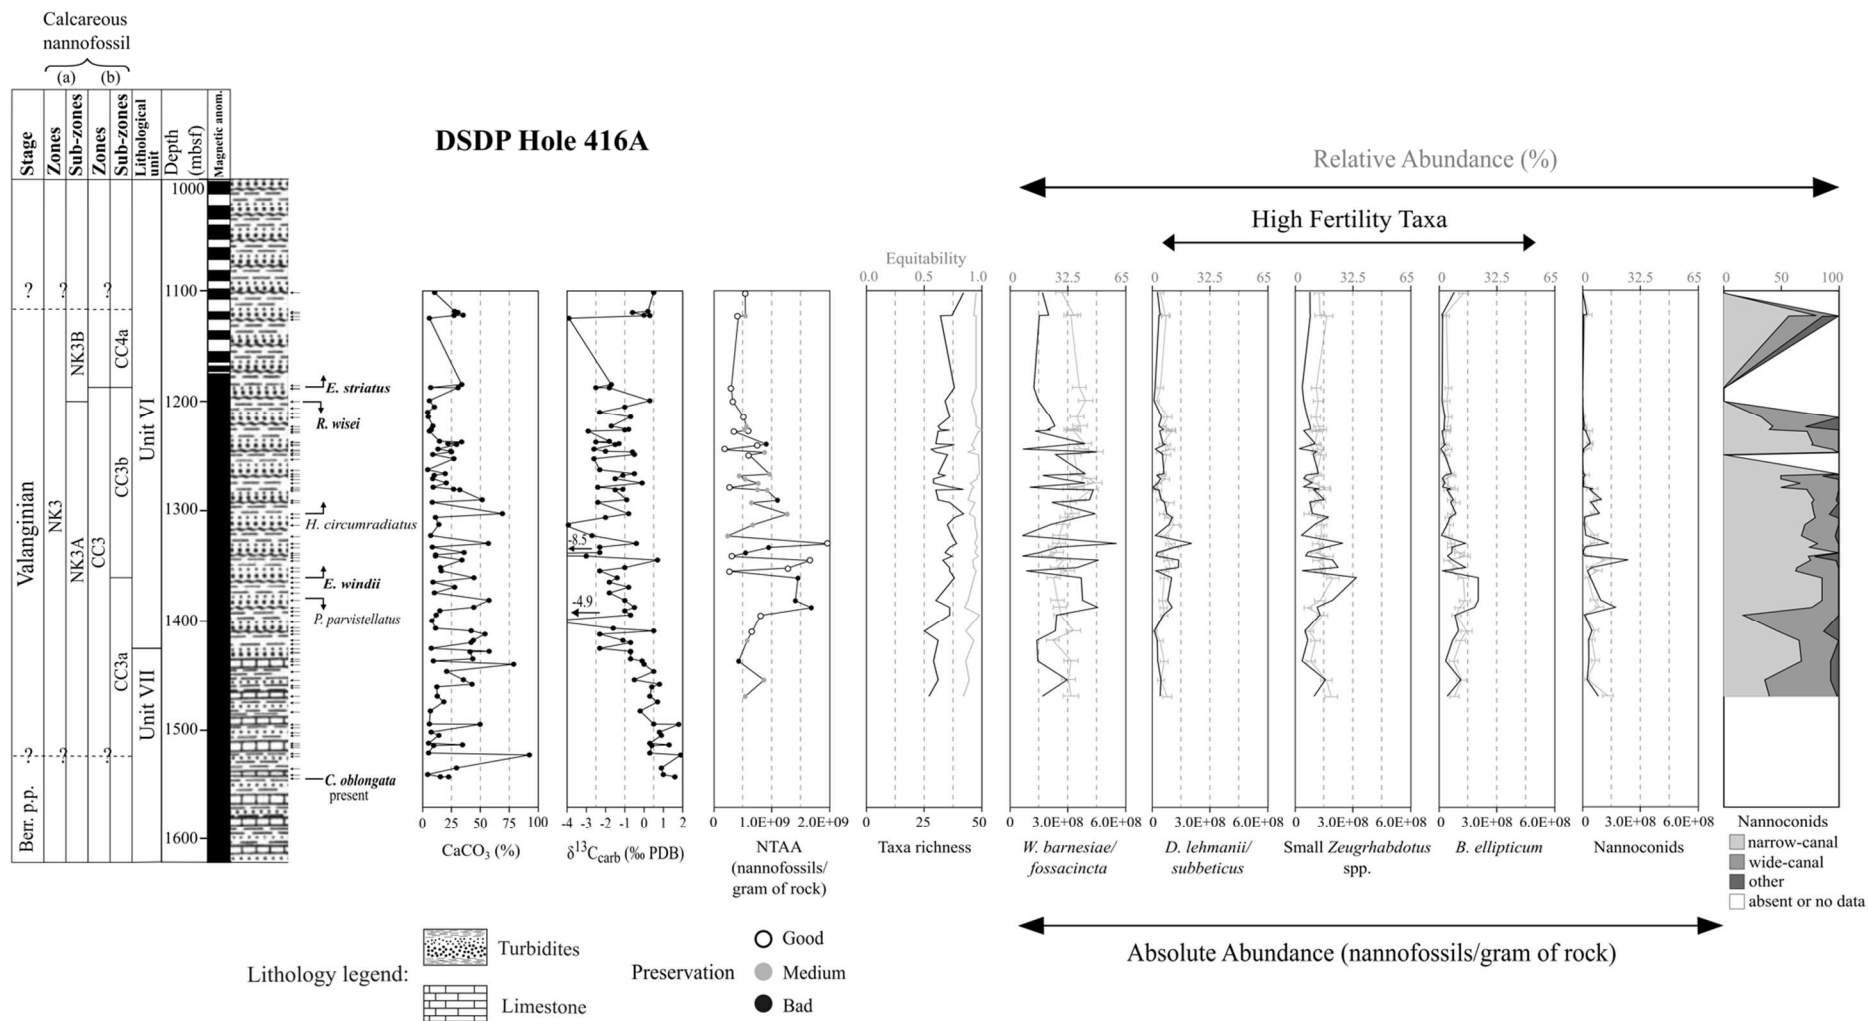 Calcareous
nannofossil
(a) (b)
Stage
Zones
Sub-zones
Zones
Sub-zones
Lithological
unit
Depth
(mbsf)
Magnetic anom.
DSDP Hole 416A
Relative Abundance (%)
High Fertility Taxa
Equitability
0.0 0.5 1.0
0 32.5 65
0 32.5 65
0 32.5 65
0 32.5 65
0 32.5 65
0 50 100
1000
1100
1200
1300
1400
1500
1600
? ? ?
? ? ?
Valanginian
Berr. p.p.
NK3
NK3B
NK3A
CC3
CC4a
CC3b
CC3a
Unit VI
Unit VII
E. striatus
R. wisei
H. circumradiatus
E. windii
P. parvistellatus
C. oblongata
present
-8.5
-4.9
0 25 50 75 100
CaCO3 (%)
-4 -3 -2 -1 0 1 2
δ13Ccarb (‰ PDB)
0 1.0E+09 2.0E+09
NTAA
(nannofossils/
gram of rock)
0 25 50
Taxa richness
0 3.0E+08 6.0E+08
W. barnesiae/
fossacincta
0 3.0E+08 6.0E+08
D. lehmanii/
subbeticus
0 3.0E+08 6.0E+08
Small Zeugrhabdotus
spp.
0 3.0E+08 6.0E+08
B. ellipticum
0 3.0E+08 6.0E+08
Nannoconids
Nannoconids
narrow-canal
wide-canal
other
absent or no data
Absolute Abundance (nannofossils/gram of rock)
Lithology legend:
Turbidites
Limestone
Preservation
Good
Medium
Bad